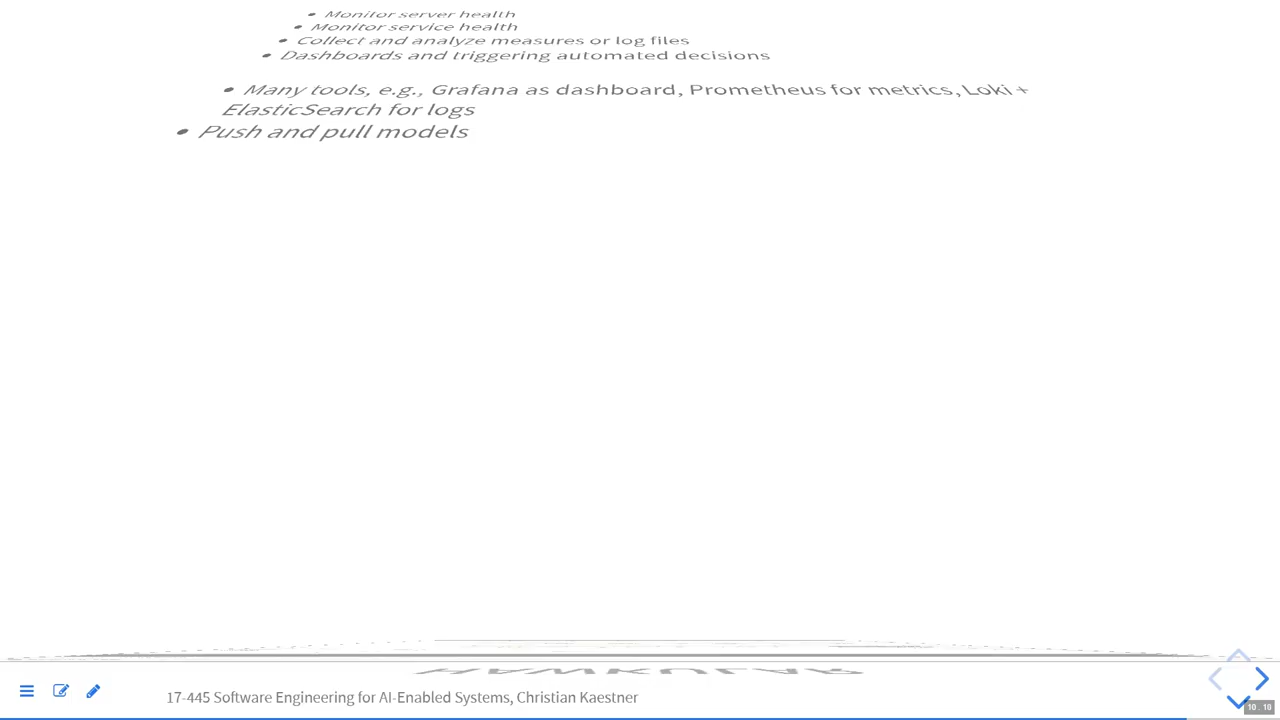 • Monitor server health
• Monitor service health
• Collect and analyze measures or log files
• Dashboards and triggering automated decisions
• Many tools, e.g., Grafana as dashboard, Prometheus for metrics, Loki +
ElasticSearch for logs
• Push and pull models
17-445 Software Engineering for AI-Enabled Systems, Christian Kaestner
10 . 10